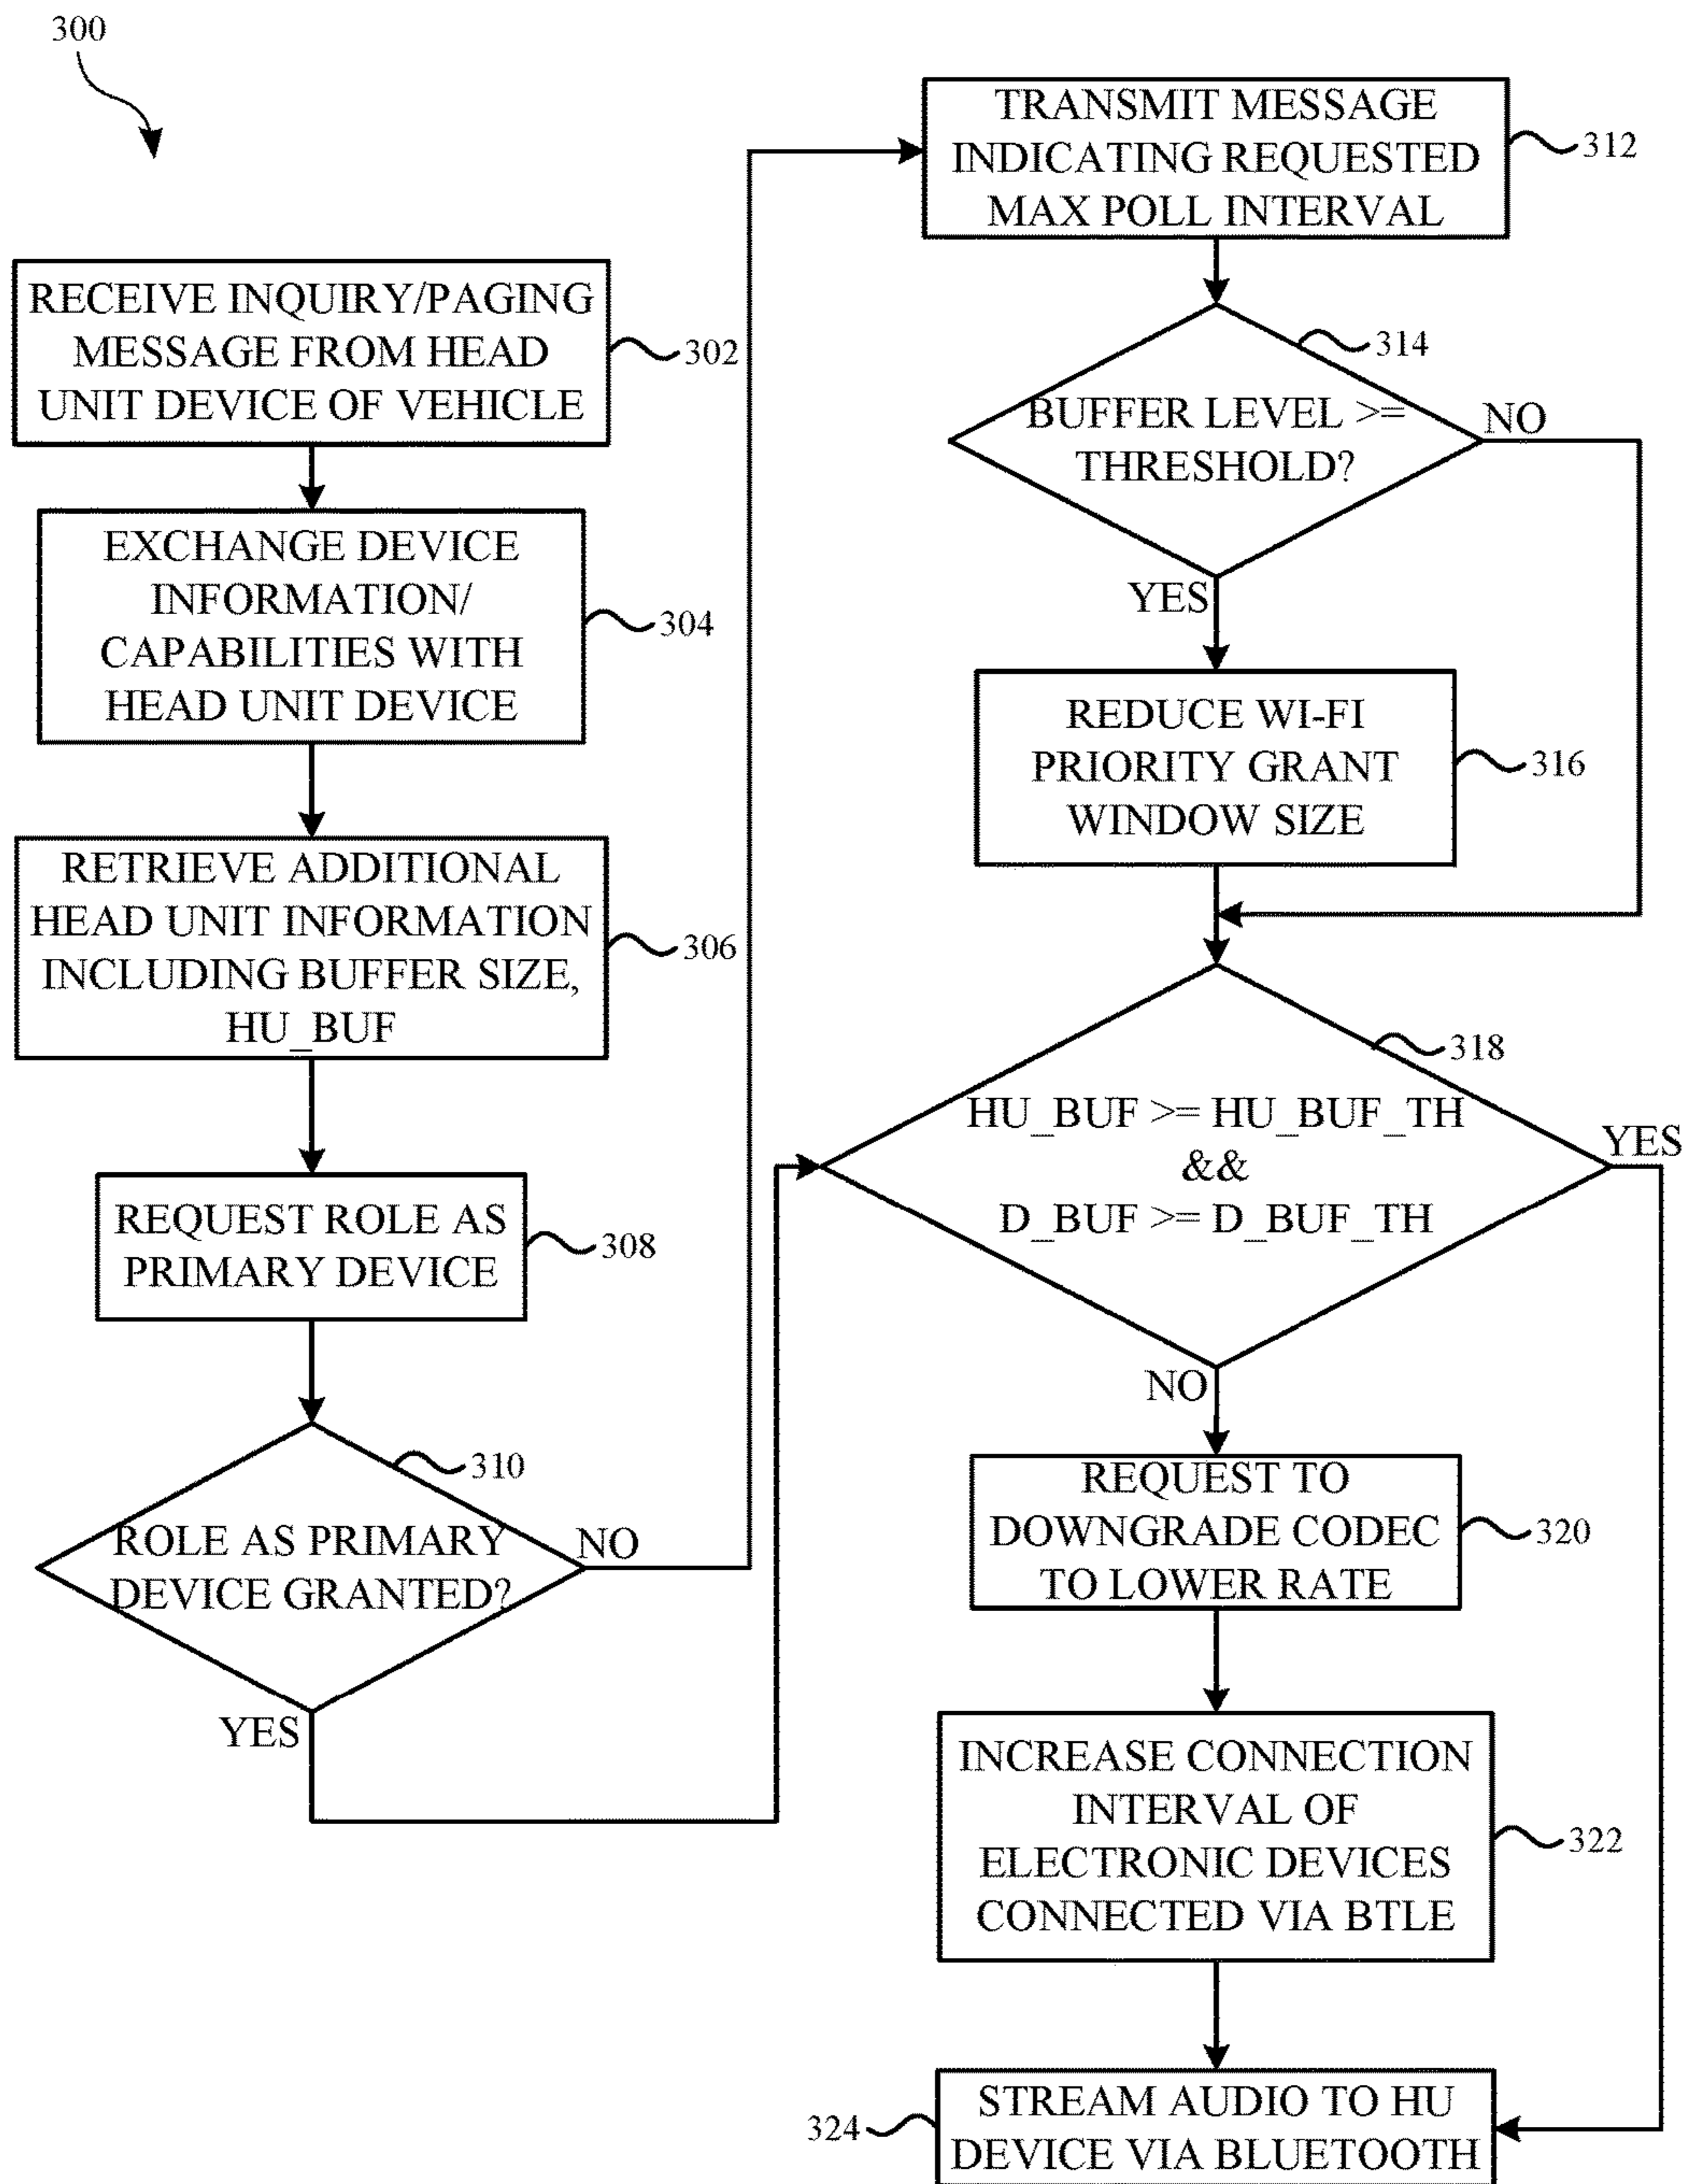 300
RECEIVE INQUIRY/PAGING
MESSAGE FROM HEAD
UNIT DEVICE OF VEHICLE
302
EXCHANGE DEVICE
INFORMATION/
CAPABILITIES WITH
HEAD UNIT DEVICE
304
RETRIEVE ADDITIONAL
HEAD UNIT INFORMATION
INCLUDING BUFFER SIZE,
HU_BUF
306
REQUEST ROLE AS
PRIMARY DEVICE
308
310
ROLE AS PRIMARY
DEVICE GRANTED?
NO
YES
TRANSMIT MESSAGE
INDICATING REQUESTED
MAX POLL INTERVAL
312
314
BUFFER LEVEL >=
THRESHOLD?
NO
YES
REDUCE WI-FI
PRIORITY GRANT
WINDOW SIZE
316
318
HU_BUF >= HU_BUF_TH
&&
D_BUF >= D_BUF_TH
YES
NO
REQUEST TO
DOWNGRADE CODEC
TO LOWER RATE
320
INCREASE CONNECTION
INTERVAL OF
ELECTRONIC DEVICES
CONNECTED VIA BTLE
322
STREAM AUDIO TO HU
DEVICE VIA BLUETOOTH
324